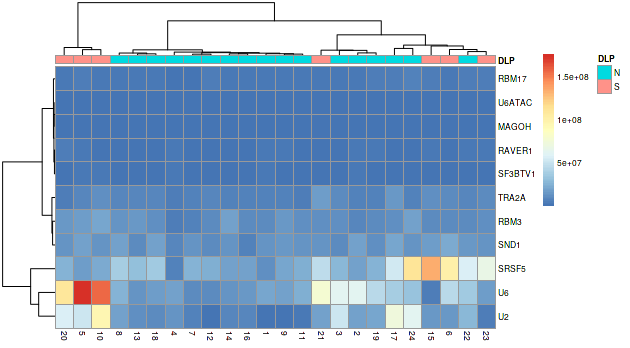 DLP
RBM17
U6ATAC
MAGOH
RAVER1
SF3BTV1
TRA2A
RBM3
SND1
SRSF5
U6
U2
20 5 10 8 13 18 4 7 12 14 16 1 9 11 21 3 2 19 17 24 15 6 22 23
1.5e+08
1e+08
5e+07
DLP
N
S